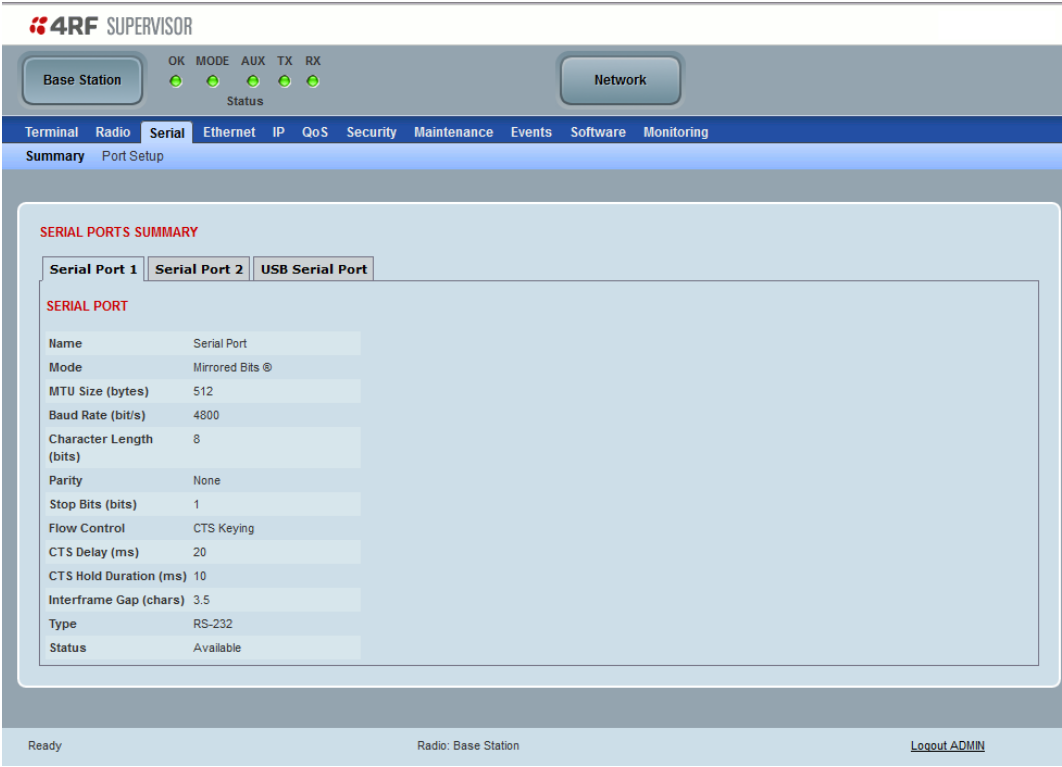 4RF SUPERVISOR
OK MODE AUX TX RX
Base Station
Network
Status
Terminal Radio Serial Ethernet IP QoS Security Maintenance Events Software Monitoring
Summary Port Setup
SERIAL PORTS SUMMARY
Serial Port 1 Serial Port 2 USB Serial Port
SERIAL PORT
Name Serial Port
Mode Mirrored Bits ®
MTU Size (bytes) 512
Baud Rate (bit/s) 4800
Character Length 8
(bits)
Parity None
Stop Bits (bits) 1
Flow Control CTS Keying
CTS Delay (ms) 20
CTS Hold Duration (ms) 10
Interframe Gap (chars) 3.5
Type RS-232
Status Available
Ready Radio: Base Station Logout ADMIN